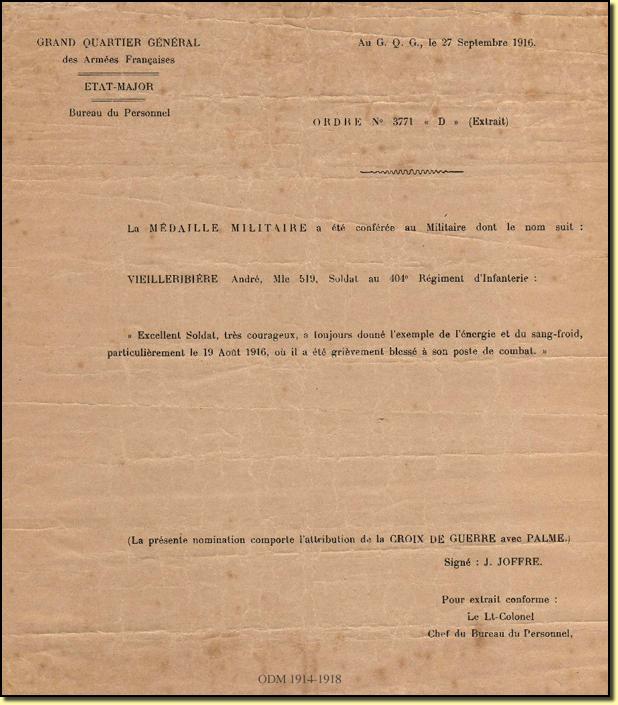 GRAND QUARTIER GÉNÉRAL
des Armées Françaises
ETAT-MAJOR
Bureau du Personnel
Au G. Q. G., le 27 Septembre 1916.
ORDRE Nº 3771 « D » (Extrait)
La MÉDAILLE MILITAIRE a été conférée au Militaire dont le nom suit :
VIEILLERIBIÈRE André, Mle 519, Soldat au 404e Régiment d'Infanterie :
« Excellent Soldat, très courageux, a toujours donné l'exemple de l'énergie et du sang-froid,
particulièrement le 19 Août 1916, où il a été grièvement blessé à son poste de combat. »
(La présente nomination comporte l'attribution de la CROIX DE GUERRE avec PALME.)
Signé : J. JOFFRE.
Pour extrait conforme :
Le Lt-Colonel
Chef du Bureau du Personnel,
ODM 1914-1918